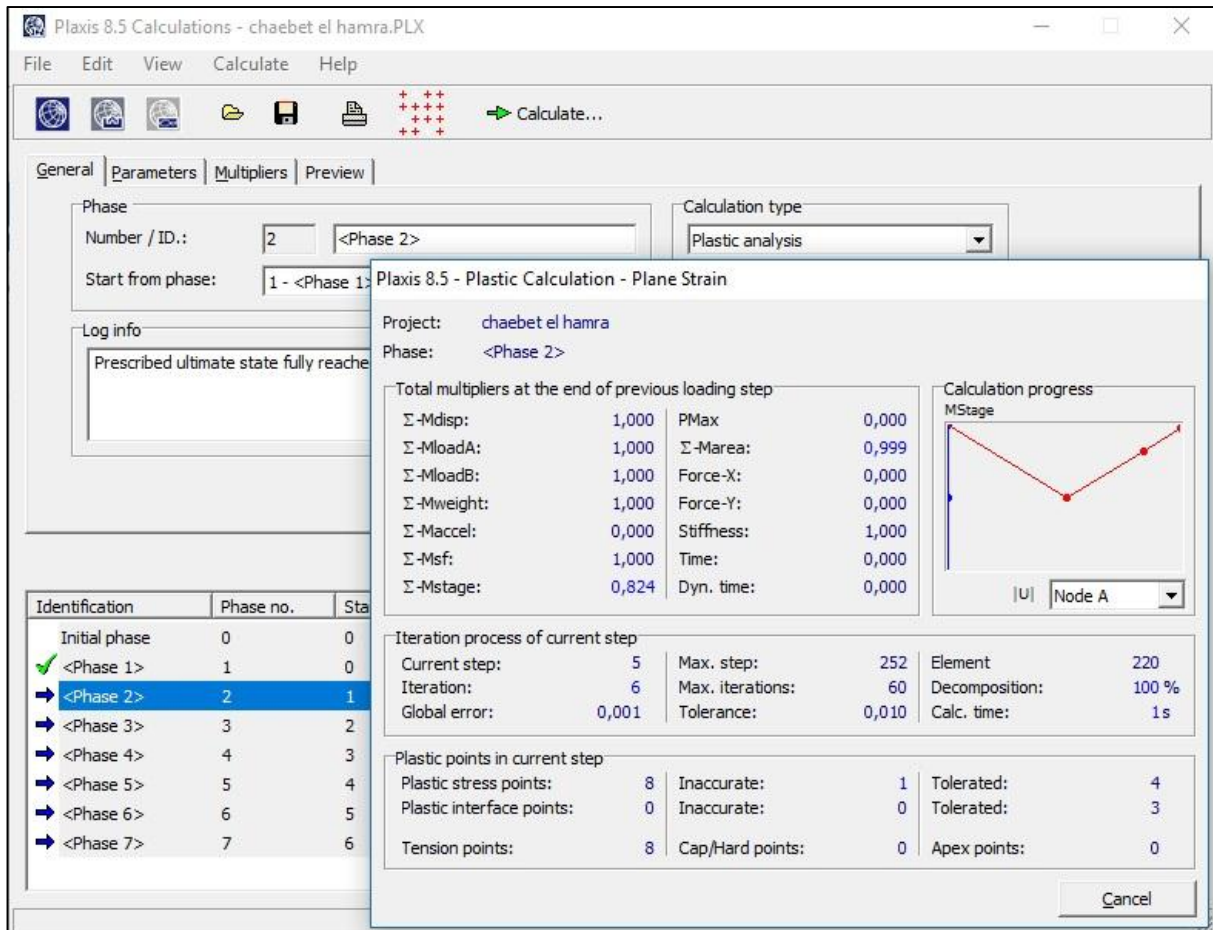 Plaxis 8.5 Calculations - chaebet el hamra.PLX
File Edit View Calculate Help
Calculate...
General Parameters Multipliers Preview
Phase
Number / ID.: 2 <Phase 2>
Start from phase: 1 - <Phase 1>
Calculation type
Plastic analysis
Log info
Prescribed ultimate state fully reache
Plaxis 8.5 - Plastic Calculation - Plane Strain
Project: chaebet el hamra
Phase: <Phase 2>
Total multipliers at the end of previous loading step
Σ-Mdisp: 1,000 PMax 0,000
Σ-MloadA: 1,000 Σ-Marea: 0,999
Σ-MloadB: 1,000 Force-X: 0,000
Σ-Mweight: 1,000 Force-Y: 0,000
Σ-Maccel: 0,000 Stiffness: 1,000
Σ-Msf: 1,000 Time: 0,000
Σ-Mstage: 0,824 Dyn. time: 0,000
Calculation progress
MStage
|U| Node A
Iteration process of current step
Current step: 5 Max. step: 252 Element 220
Iteration: 6 Max. iterations: 60 Decomposition: 100 %
Global error: 0,001 Tolerance: 0,010 Calc. time: 1 s
Plastic points in current step
Plastic stress points: 8 Inaccurate: 1 Tolerated: 4
Plastic interface points: 0 Inaccurate: 0 Tolerated: 3
Tension points: 8 Cap/Hard points: 0 Apex points: 0
Cancel
Identification Phase no. Sta
Initial phase 0 0
<Phase 1> 1 0
<Phase 2> 2 1
<Phase 3> 3 2
<Phase 4> 4 3
<Phase 5> 5 4
<Phase 6> 6 5
<Phase 7> 7 6